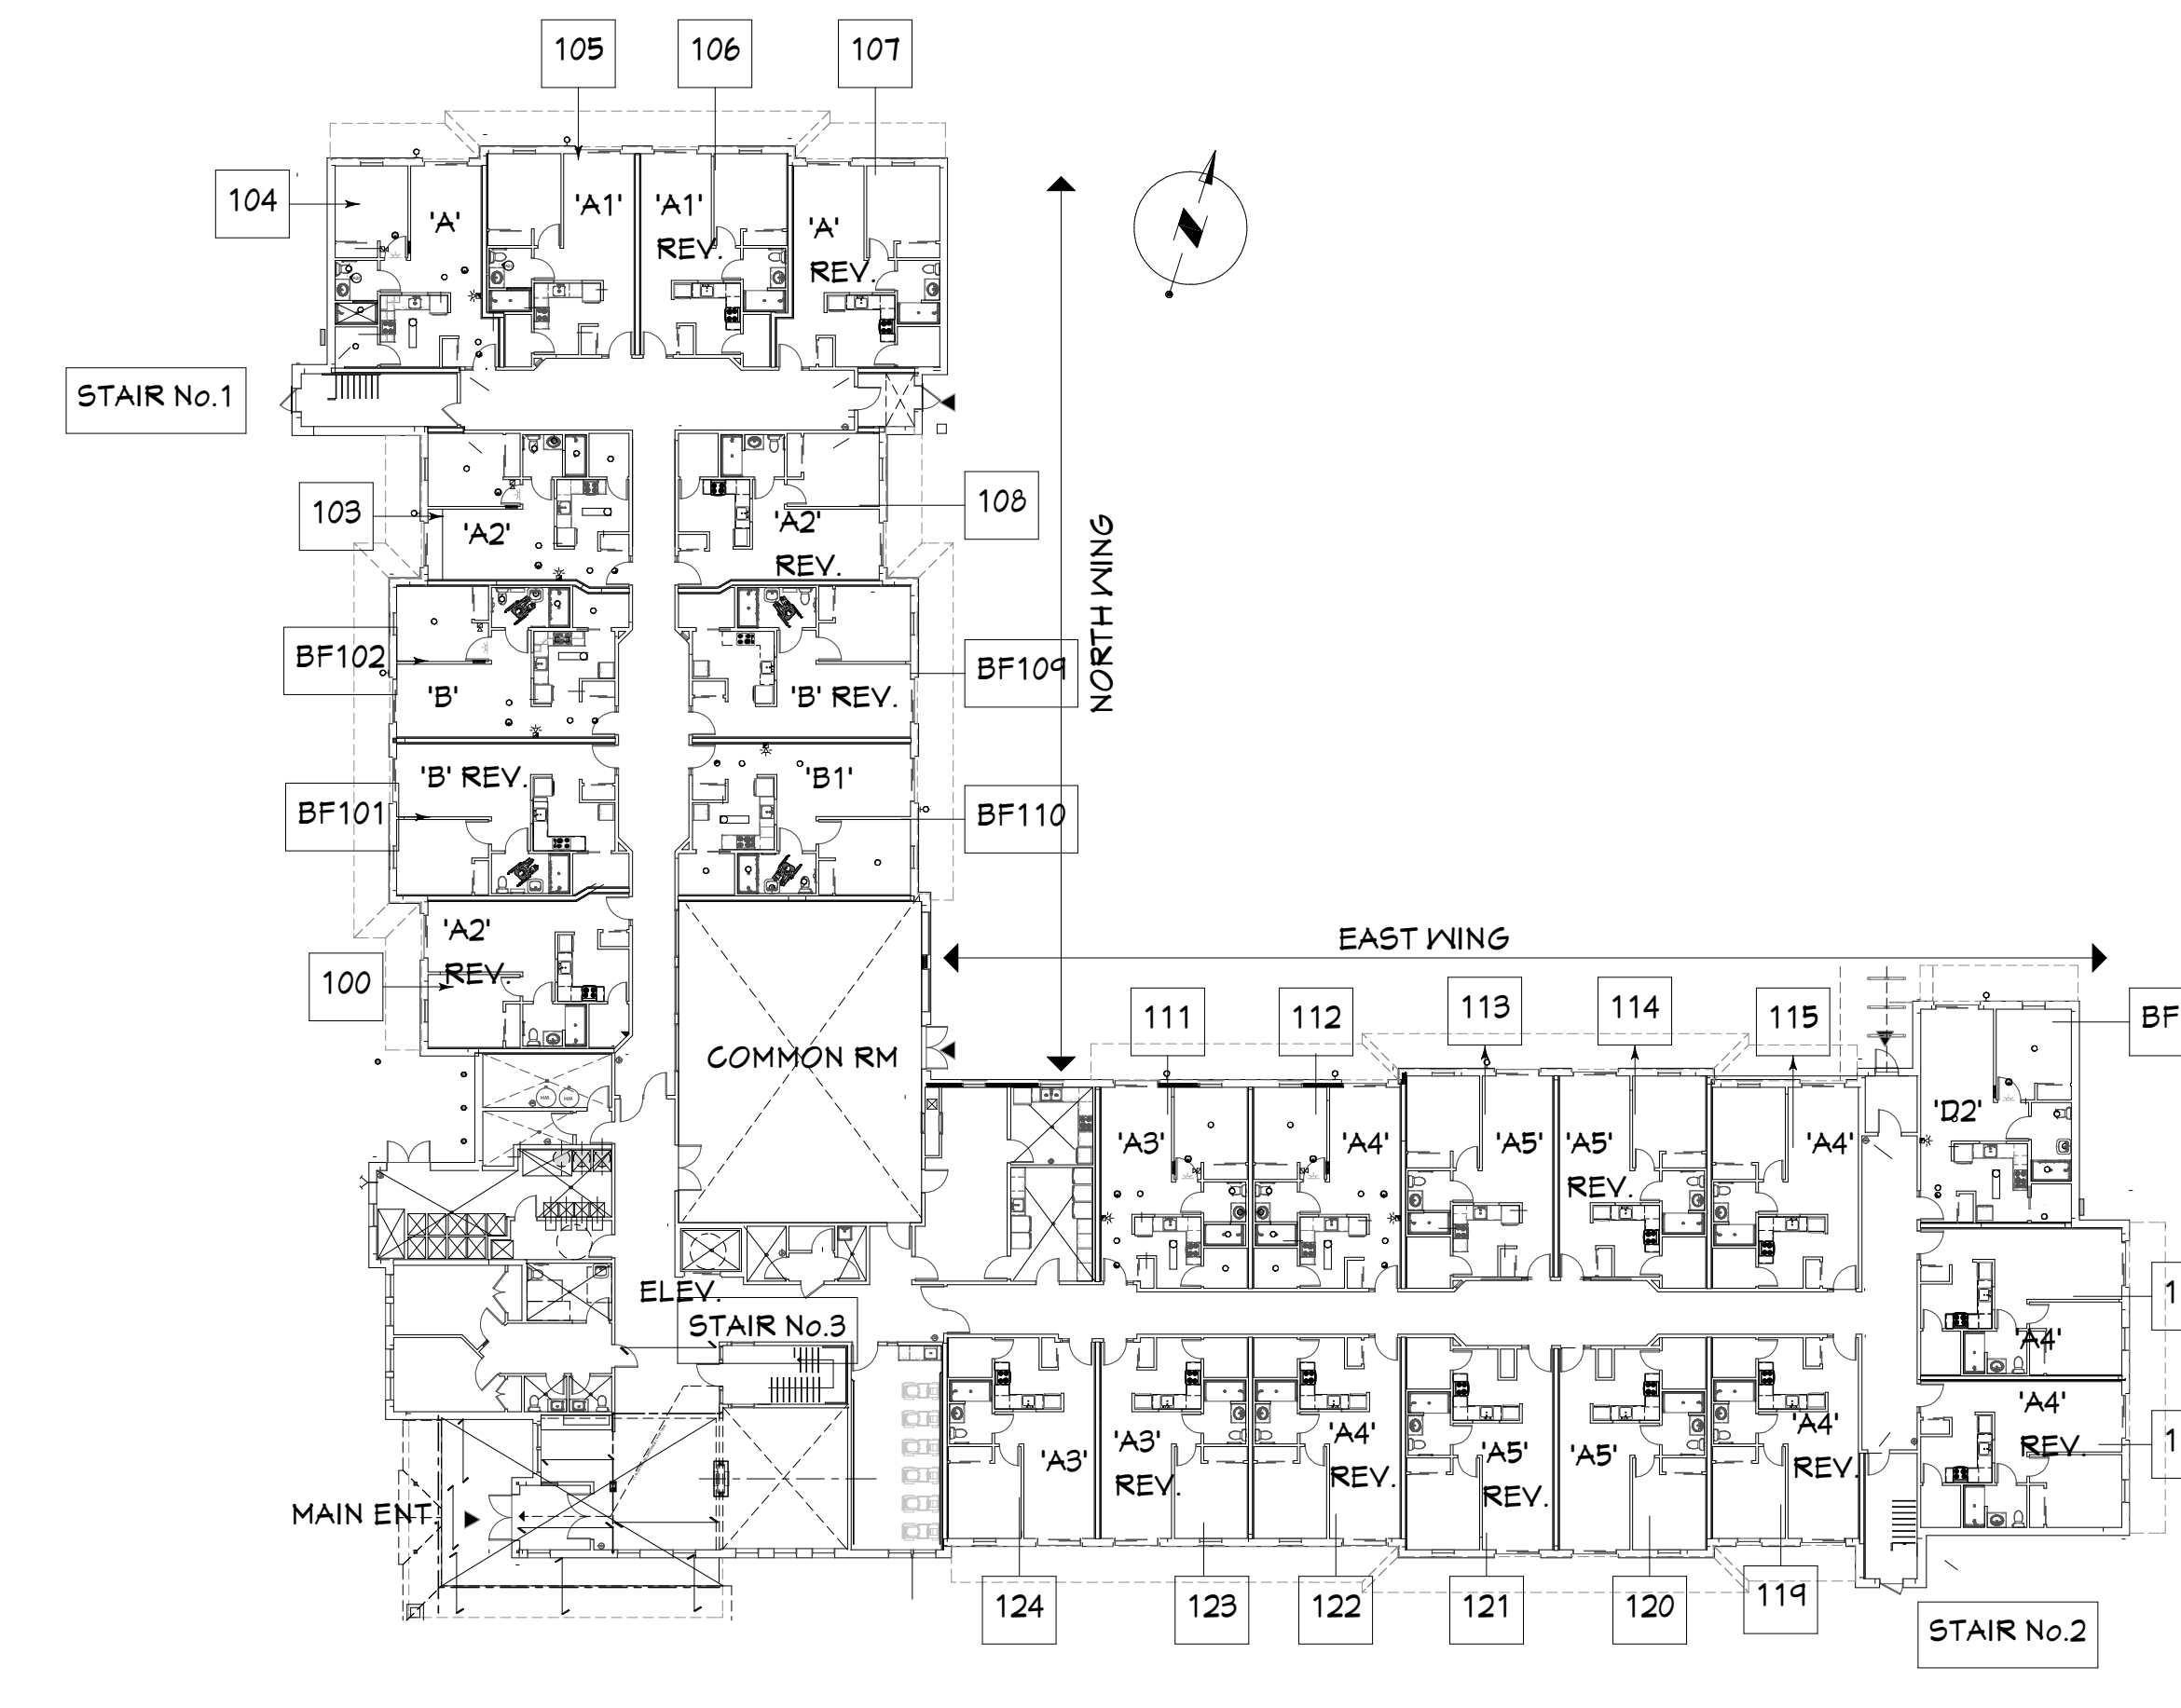 105
106
107
104
'A'
'A1'
'A1'
REV.
'A'
REV.
N
STAIR No.1
103
'A2'
'A2'
REV.
108
NORTH WING
BF102
'B'
'B' REV.
BF109
'B' REV.
'B1'
BF101
BF110
'A2'
REV.
100
EAST WING
COMMON RM
111
112
113
114
115
BF
'A3'
'A4'
'A5'
'A5'
REV.
'A4'
'D2'
ELEV.
STAIR No.3
1
'A4'
'A4'
REV.
1
MAIN ENT.
'A3'
'A3'
REV.
'A4'
REV.
'A5'
REV.
'A5'
'A4'
REV.
124
123
122
121
120
119
STAIR No.2